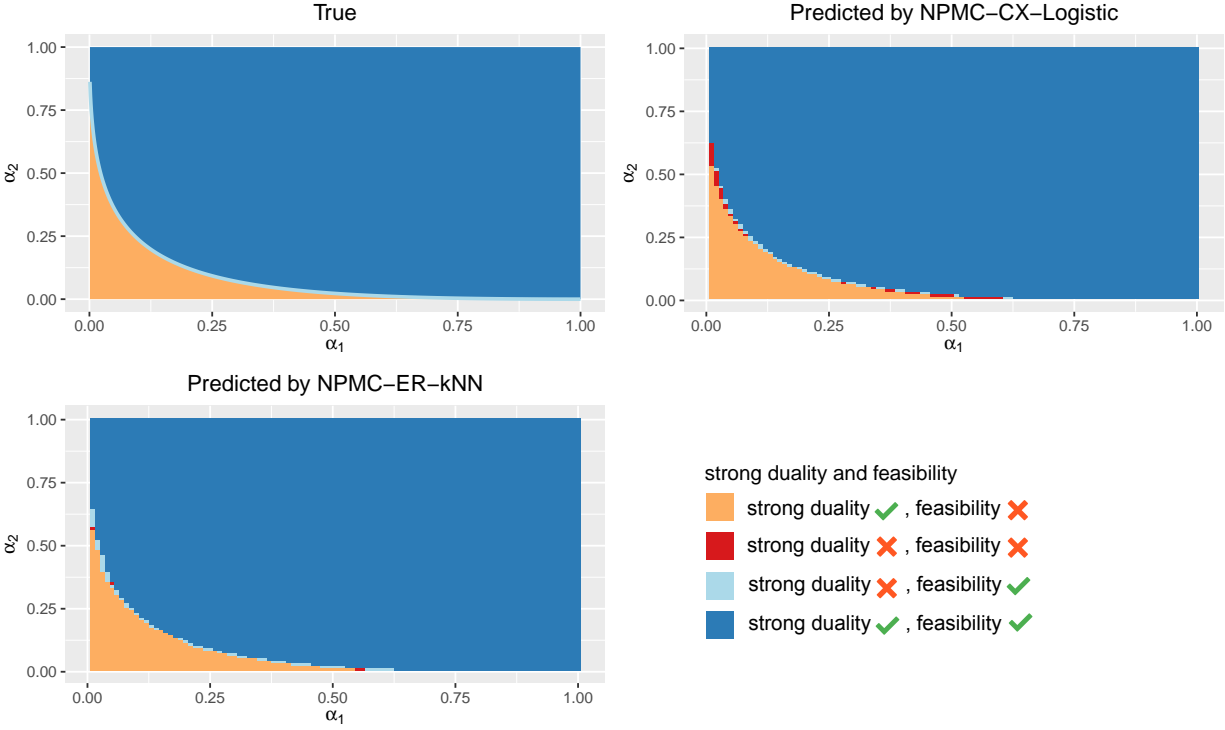 True
1.00
0.75
0.50
0.25
0.00
α2
0.00 0.25 0.50 0.75 1.00
α1
Predicted by NPMC−CX−Logistic
1.00
0.75
0.50
0.25
0.00
α2
0.00 0.25 0.50 0.75 1.00
α1
Predicted by NPMC−ER−kNN
1.00
0.75
0.50
0.25
0.00
α2
0.00 0.25 0.50 0.75 1.00
α1
strong duality and feasibility
strong duality ✓ , feasibility ✗
strong duality ✗ , feasibility ✗
strong duality ✗ , feasibility ✓
strong duality ✓ , feasibility ✓